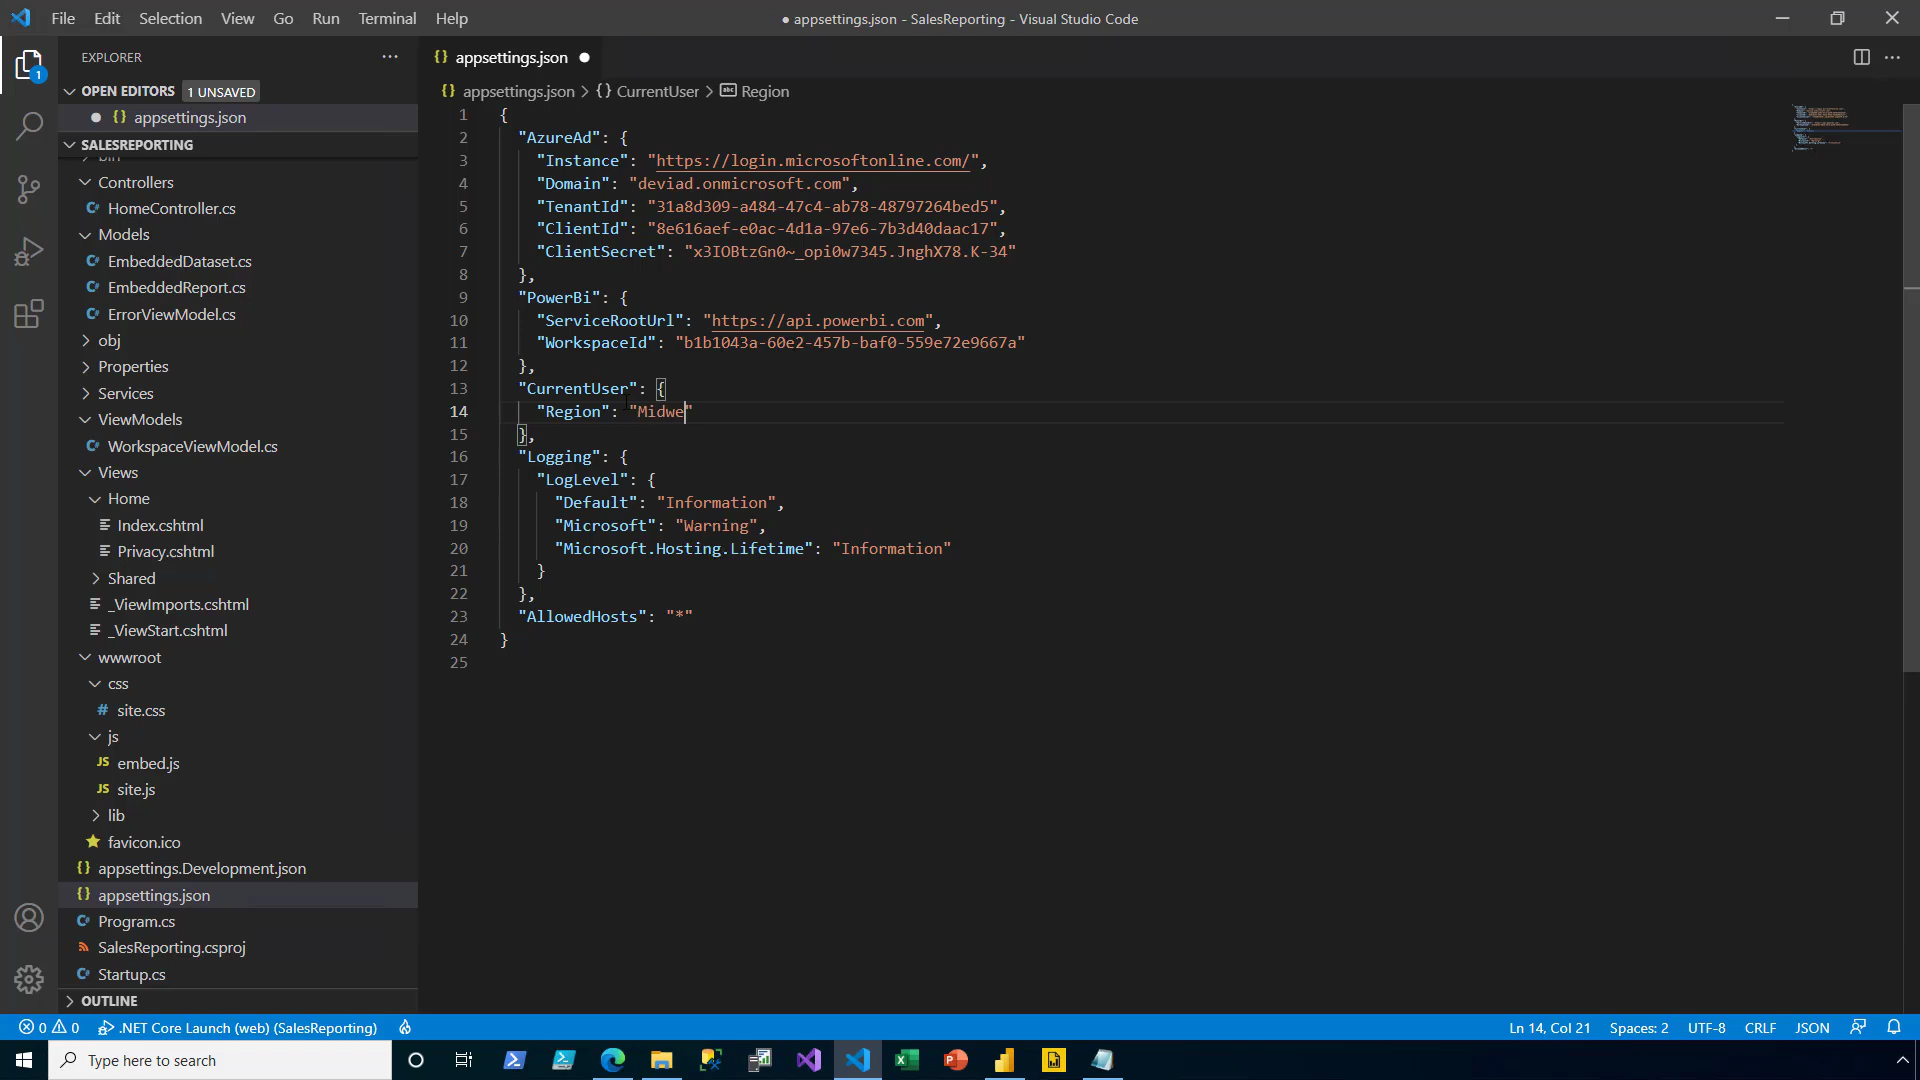 File Edit Selection View Go Run Terminal Help
● appsettings.json - SalesReporting - Visual Studio Code
EXPLORER
OPEN EDITORS 1 UNSAVED
{} appsettings.json
SALESREPORTING
bin
Controllers
HomeController.cs
Models
EmbeddedDataset.cs
EmbeddedReport.cs
ErrorViewModel.cs
obj
Properties
Services
ViewModels
WorkspaceViewModel.cs
Views
Home
Index.cshtml
Privacy.cshtml
Shared
_ViewImports.cshtml
_ViewStart.cshtml
wwwroot
css
# site.css
js
JS embed.js
JS site.js
lib
favicon.ico
{} appsettings.Development.json
{} appsettings.json
Program.cs
SalesReporting.csproj
Startup.cs
OUTLINE
{} appsettings.json
{} appsettings.json > {} CurrentUser > abc Region
1 {
2 "AzureAd": {
3 "Instance": "https://login.microsoftonline.com/",
4 "Domain": "deviad.onmicrosoft.com",
5 "TenantId": "31a8d309-a484-47c4-ab78-48797264bed5",
6 "ClientId": "8e616aef-e0ac-4d1a-97e6-7b3d40daac17",
7 "ClientSecret": "x3IOBtzGn0~_opi0w7345.JnghX78.K-34"
8 },
9 "PowerBi": {
10 "ServiceRootUrl": "https://api.powerbi.com",
11 "WorkspaceId": "b1b1043a-60e2-457b-baf0-559e72e9667a"
12 },
13 "CurrentUser": {
14 "Region": "Midwe"
15 },
16 "Logging": {
17 "LogLevel": {
18 "Default": "Information",
19 "Microsoft": "Warning",
20 "Microsoft.Hosting.Lifetime": "Information"
21 }
22 },
23 "AllowedHosts": "*"
24 }
25
0 0 .NET Core Launch (web) (SalesReporting)
Ln 14, Col 21 Spaces: 2 UTF-8 CRLF JSON
Type here to search